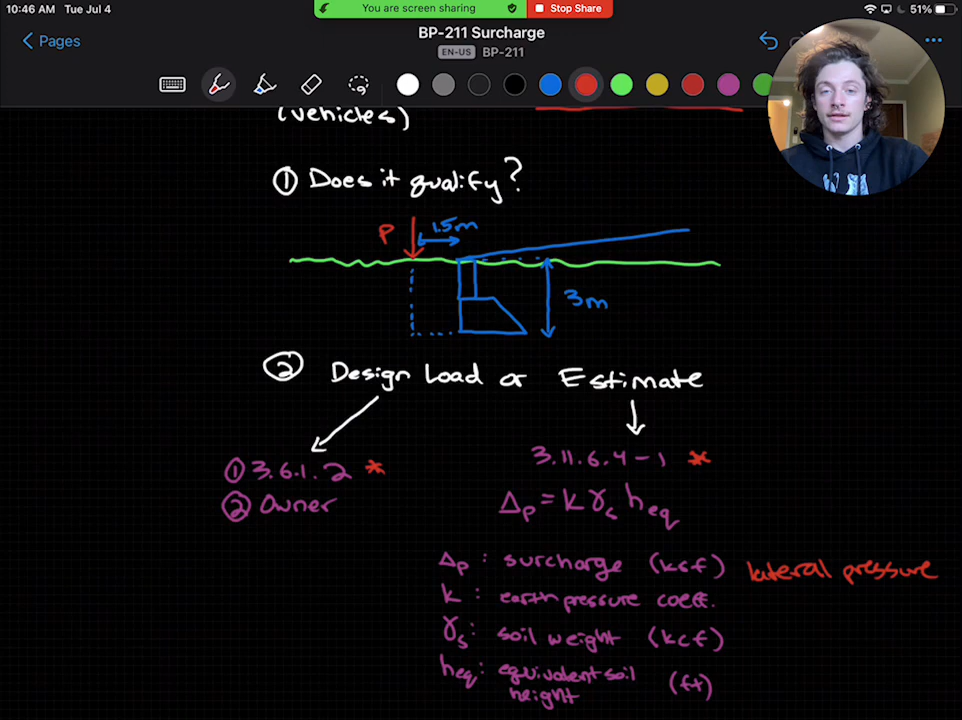 10:46 AM Tue Jul 4
You are screen sharing
Stop Share
51%
Pages
BP-211 Surcharge
EN-US BP-211
(vehicles)
① Does it qualify?
P
1.5m
3m
② Design Load or Estimate
① 3.6.1.2 *
② Owner
3.11.6.4-1 *
Δp = k γs heq
Δp : surcharge (ksf) lateral pressure
k : earth pressure coeff.
γs : soil weight (kcf)
heq : equivalent soil
height (ft)